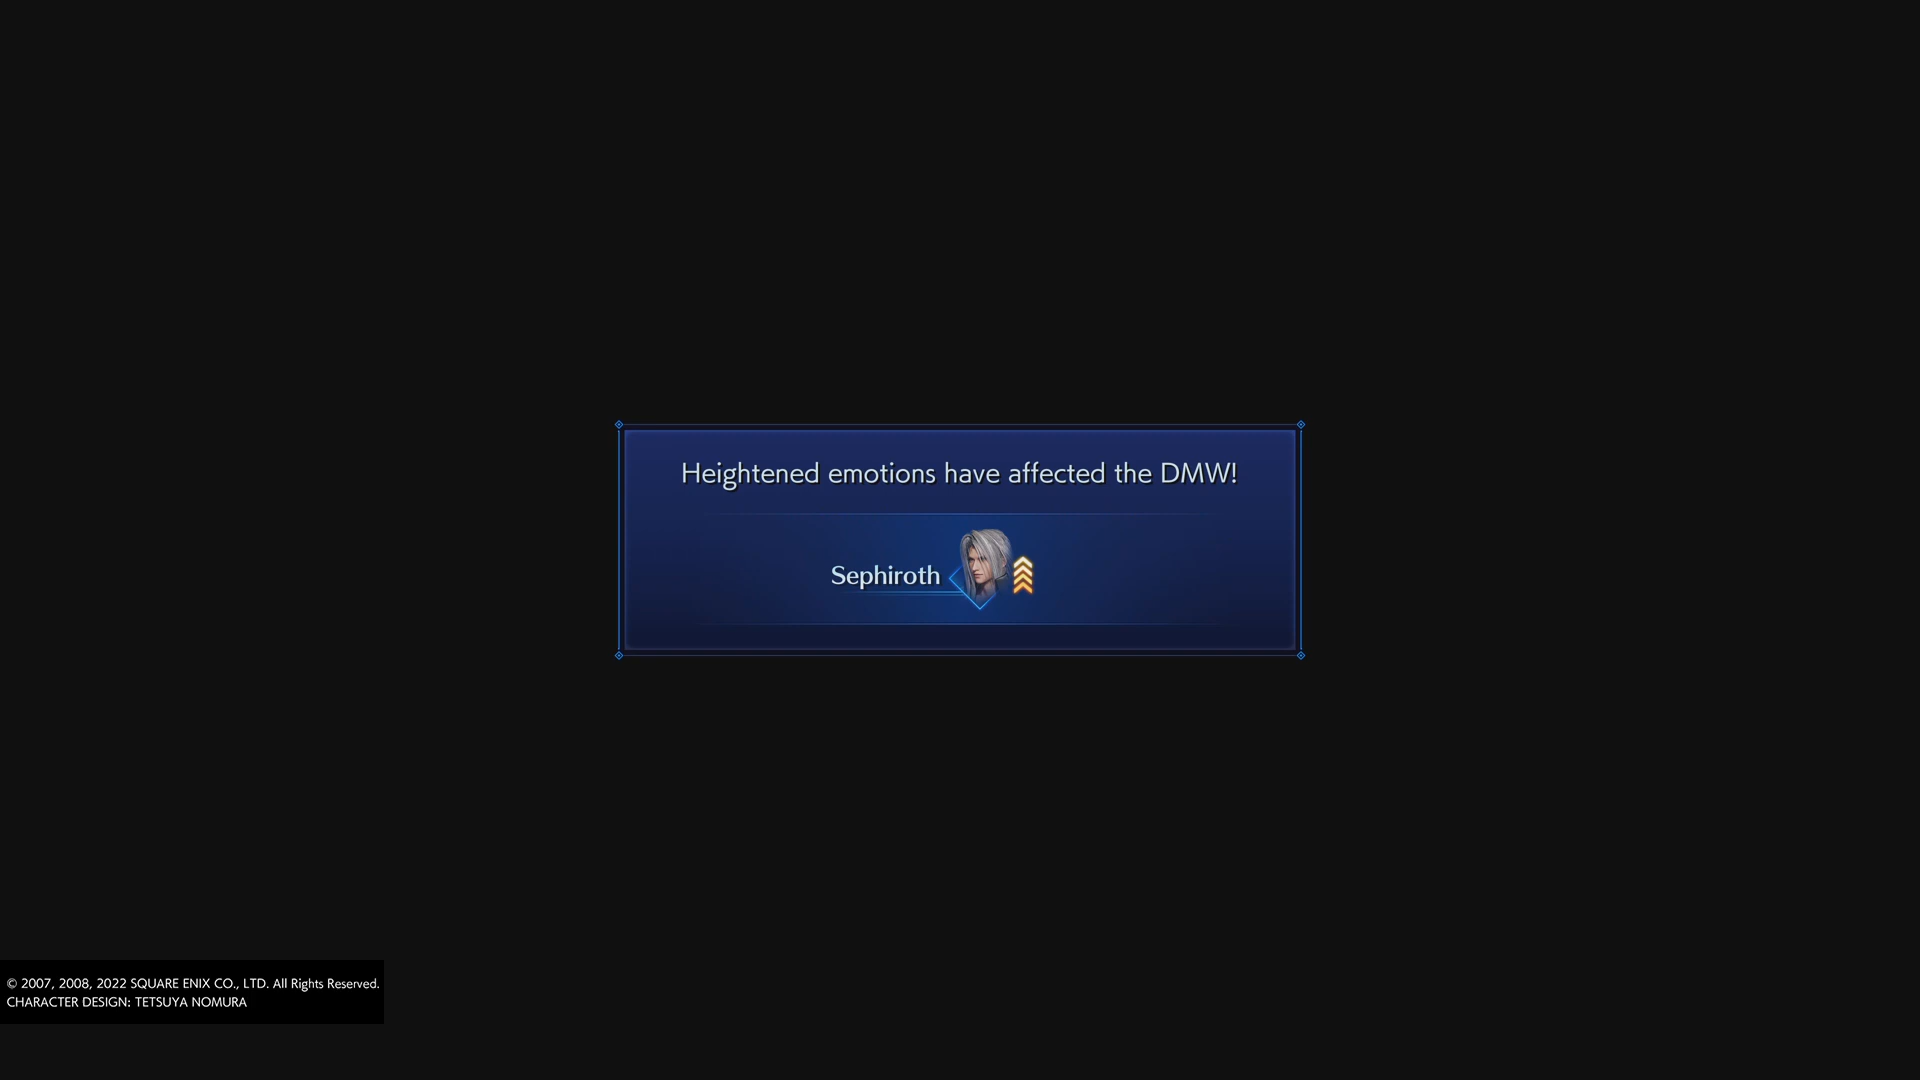 Heightened emotions have affected the DMW!
Sephiroth
© 2007, 2008, 2022 SQUARE ENIX CO., LTD. All Rights Reserved.
CHARACTER DESIGN: TETSUYA NOMURA